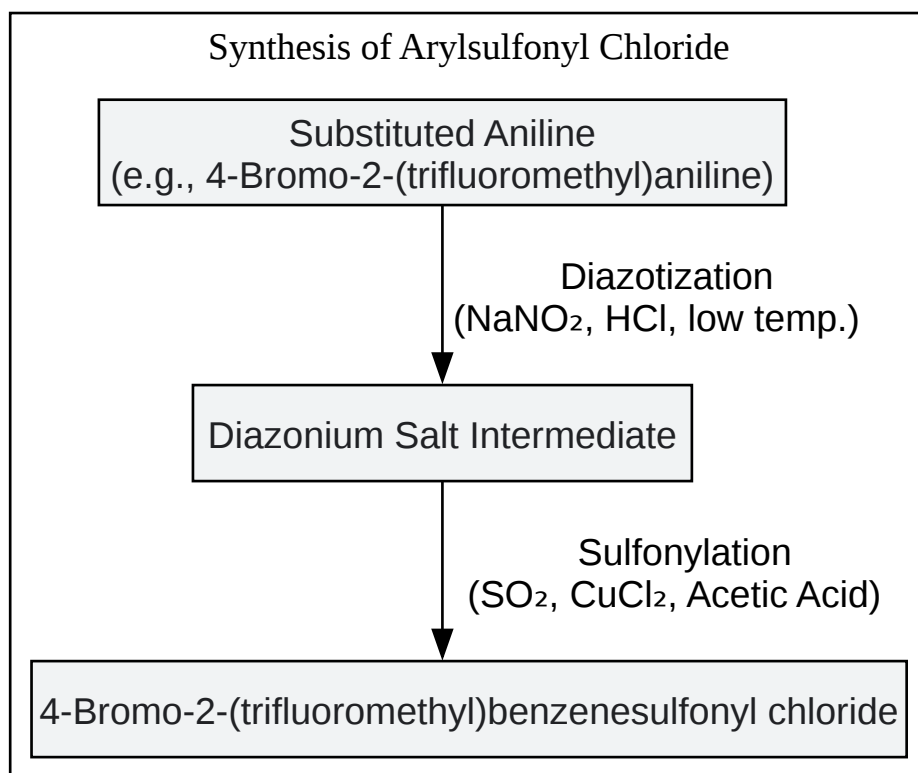 Synthesis of Arylsulfonyl Chloride
Substituted Aniline
(e.g., 4-Bromo-2-(trifluoromethyl)aniline)
Diazotization
(NaNO₂, HCl, low temp.)
Diazonium Salt Intermediate
Sulfonylation
(SO₂, CuCl₂, Acetic Acid)
4-Bromo-2-(trifluoromethyl)benzenesulfonyl chloride